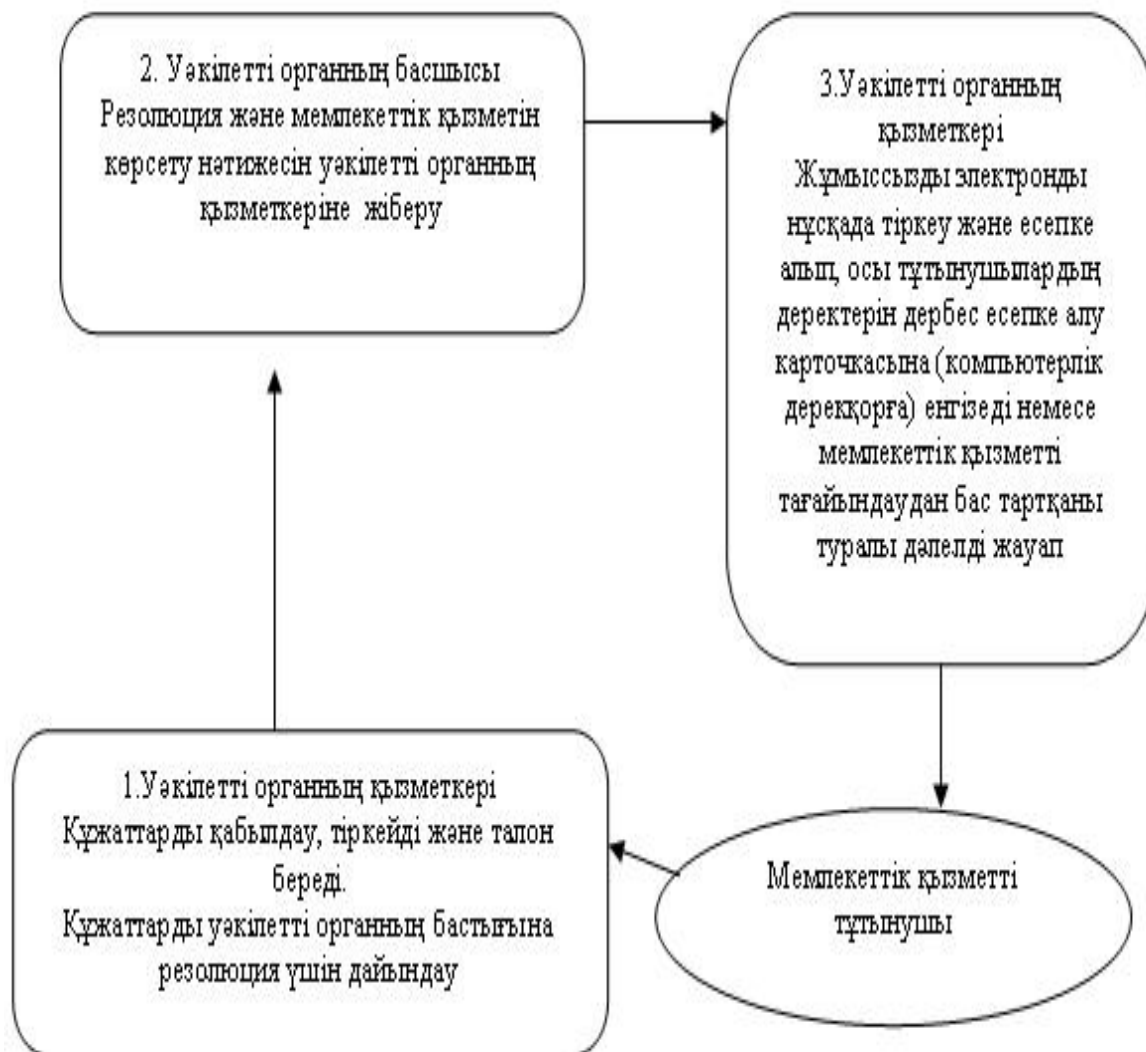 2. Уәкілетті органның басшысы
Резолюция және мемлекеттік қызметін
көрсету нәтижесін уәкілетті органның
қызметкеріне жіберу
3.Уәкілетті органның
қызметкері
Жұмыссызды электронды
нұсқада тіркеу және есепке
алып, осы тұтынушылардың
деректерін дербес есепке алу
карточкасына (компьютерлік
дерекқорға) енгізеді немесе
мемлекеттік қызметті
тағайындаудан бас тартқаны
туралы дәлелді жауап
1.Уәкілетті органның қызметкері
Құжаттарды қабылдау, тіркейді және талон
береді.
Құжаттарды уәкілетті органның бастығына
резолюция үшін дайындау
Мемлекеттік қызметті
тұтынушы